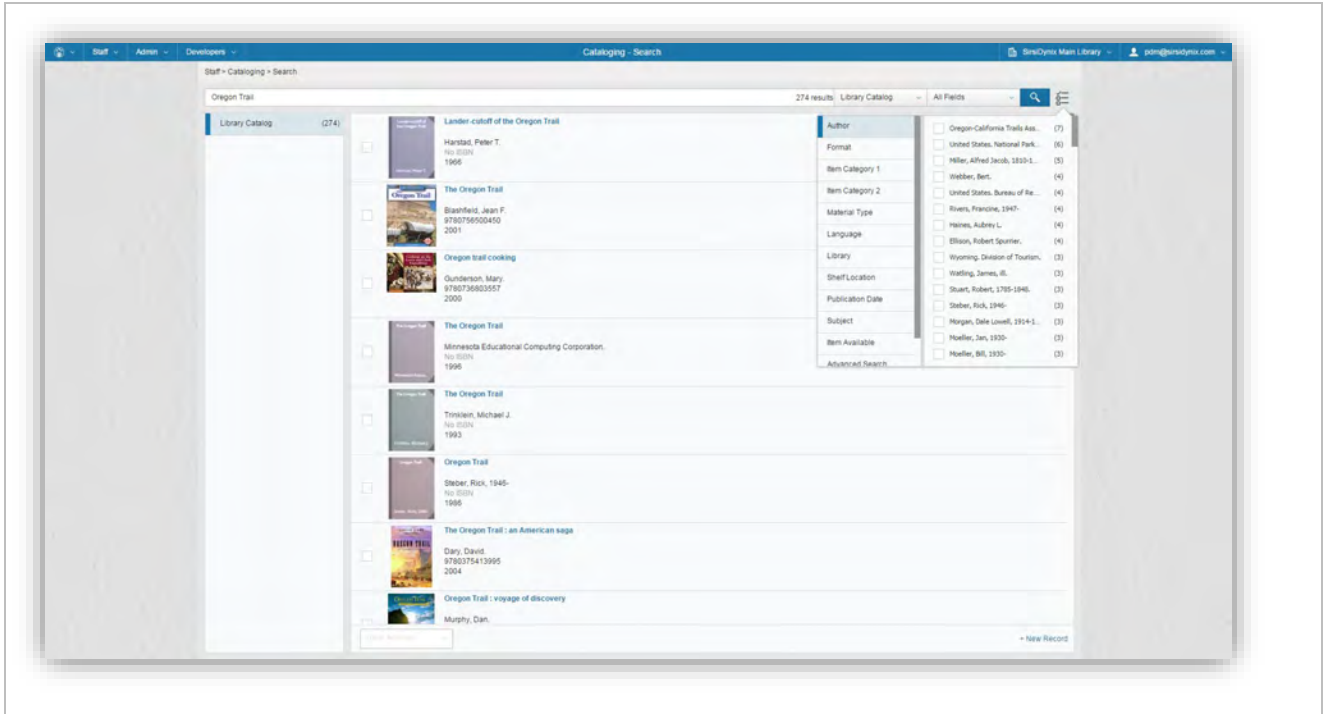 Staff Admin Developers Cataloging - Search SirsiDynix Main Library pdm@sirsidynix.com
Staff > Cataloging > Search
Oregon Trail 274 results Library Catalog All Fields
Library Catalog (274)
Lander-cutoff of the Oregon Trail
Harstad, Peter T.
No ISBN
1966
The Oregon Trail
Blashfield, Jean F.
9780756500450
2001
Oregon trail cooking
Gunderson, Mary.
9780736803557
2000
The Oregon Trail
Minnesota Educational Computing Corporation.
No ISBN
1996
The Oregon Trail
Trinklein, Michael J.
No ISBN
1993
Oregon Trail
Steber, Rick, 1946-
No ISBN
1986
The Oregon Trail : an American saga
Dary, David.
9780375413995
2004
Oregon Trail : voyage of discovery
Murphy, Dan.
Author
Format
Item Category 1
Item Category 2
Material Type
Language
Library
Shelf Location
Publication Date
Subject
Item Available
Advanced Search
Oregon-California Trails Ass... (7)
United States. National Park... (6)
Miller, Alfred Jacob, 1810-1... (5)
Webber, Bert. (4)
United States. Bureau of Re... (4)
Rivers, Francine, 1947- (4)
Haines, Aubrey L. (4)
Ellison, Robert Spurrier. (4)
Wyoming. Division of Tourism. (3)
Watling, James, ill. (3)
Stuart, Robert, 1785-1848. (3)
Steber, Rick, 1946- (3)
Morgan, Dale Lowell, 1914-1... (3)
Moeller, Jan, 1930- (3)
Moeller, Bill, 1930- (3)
+ New Record